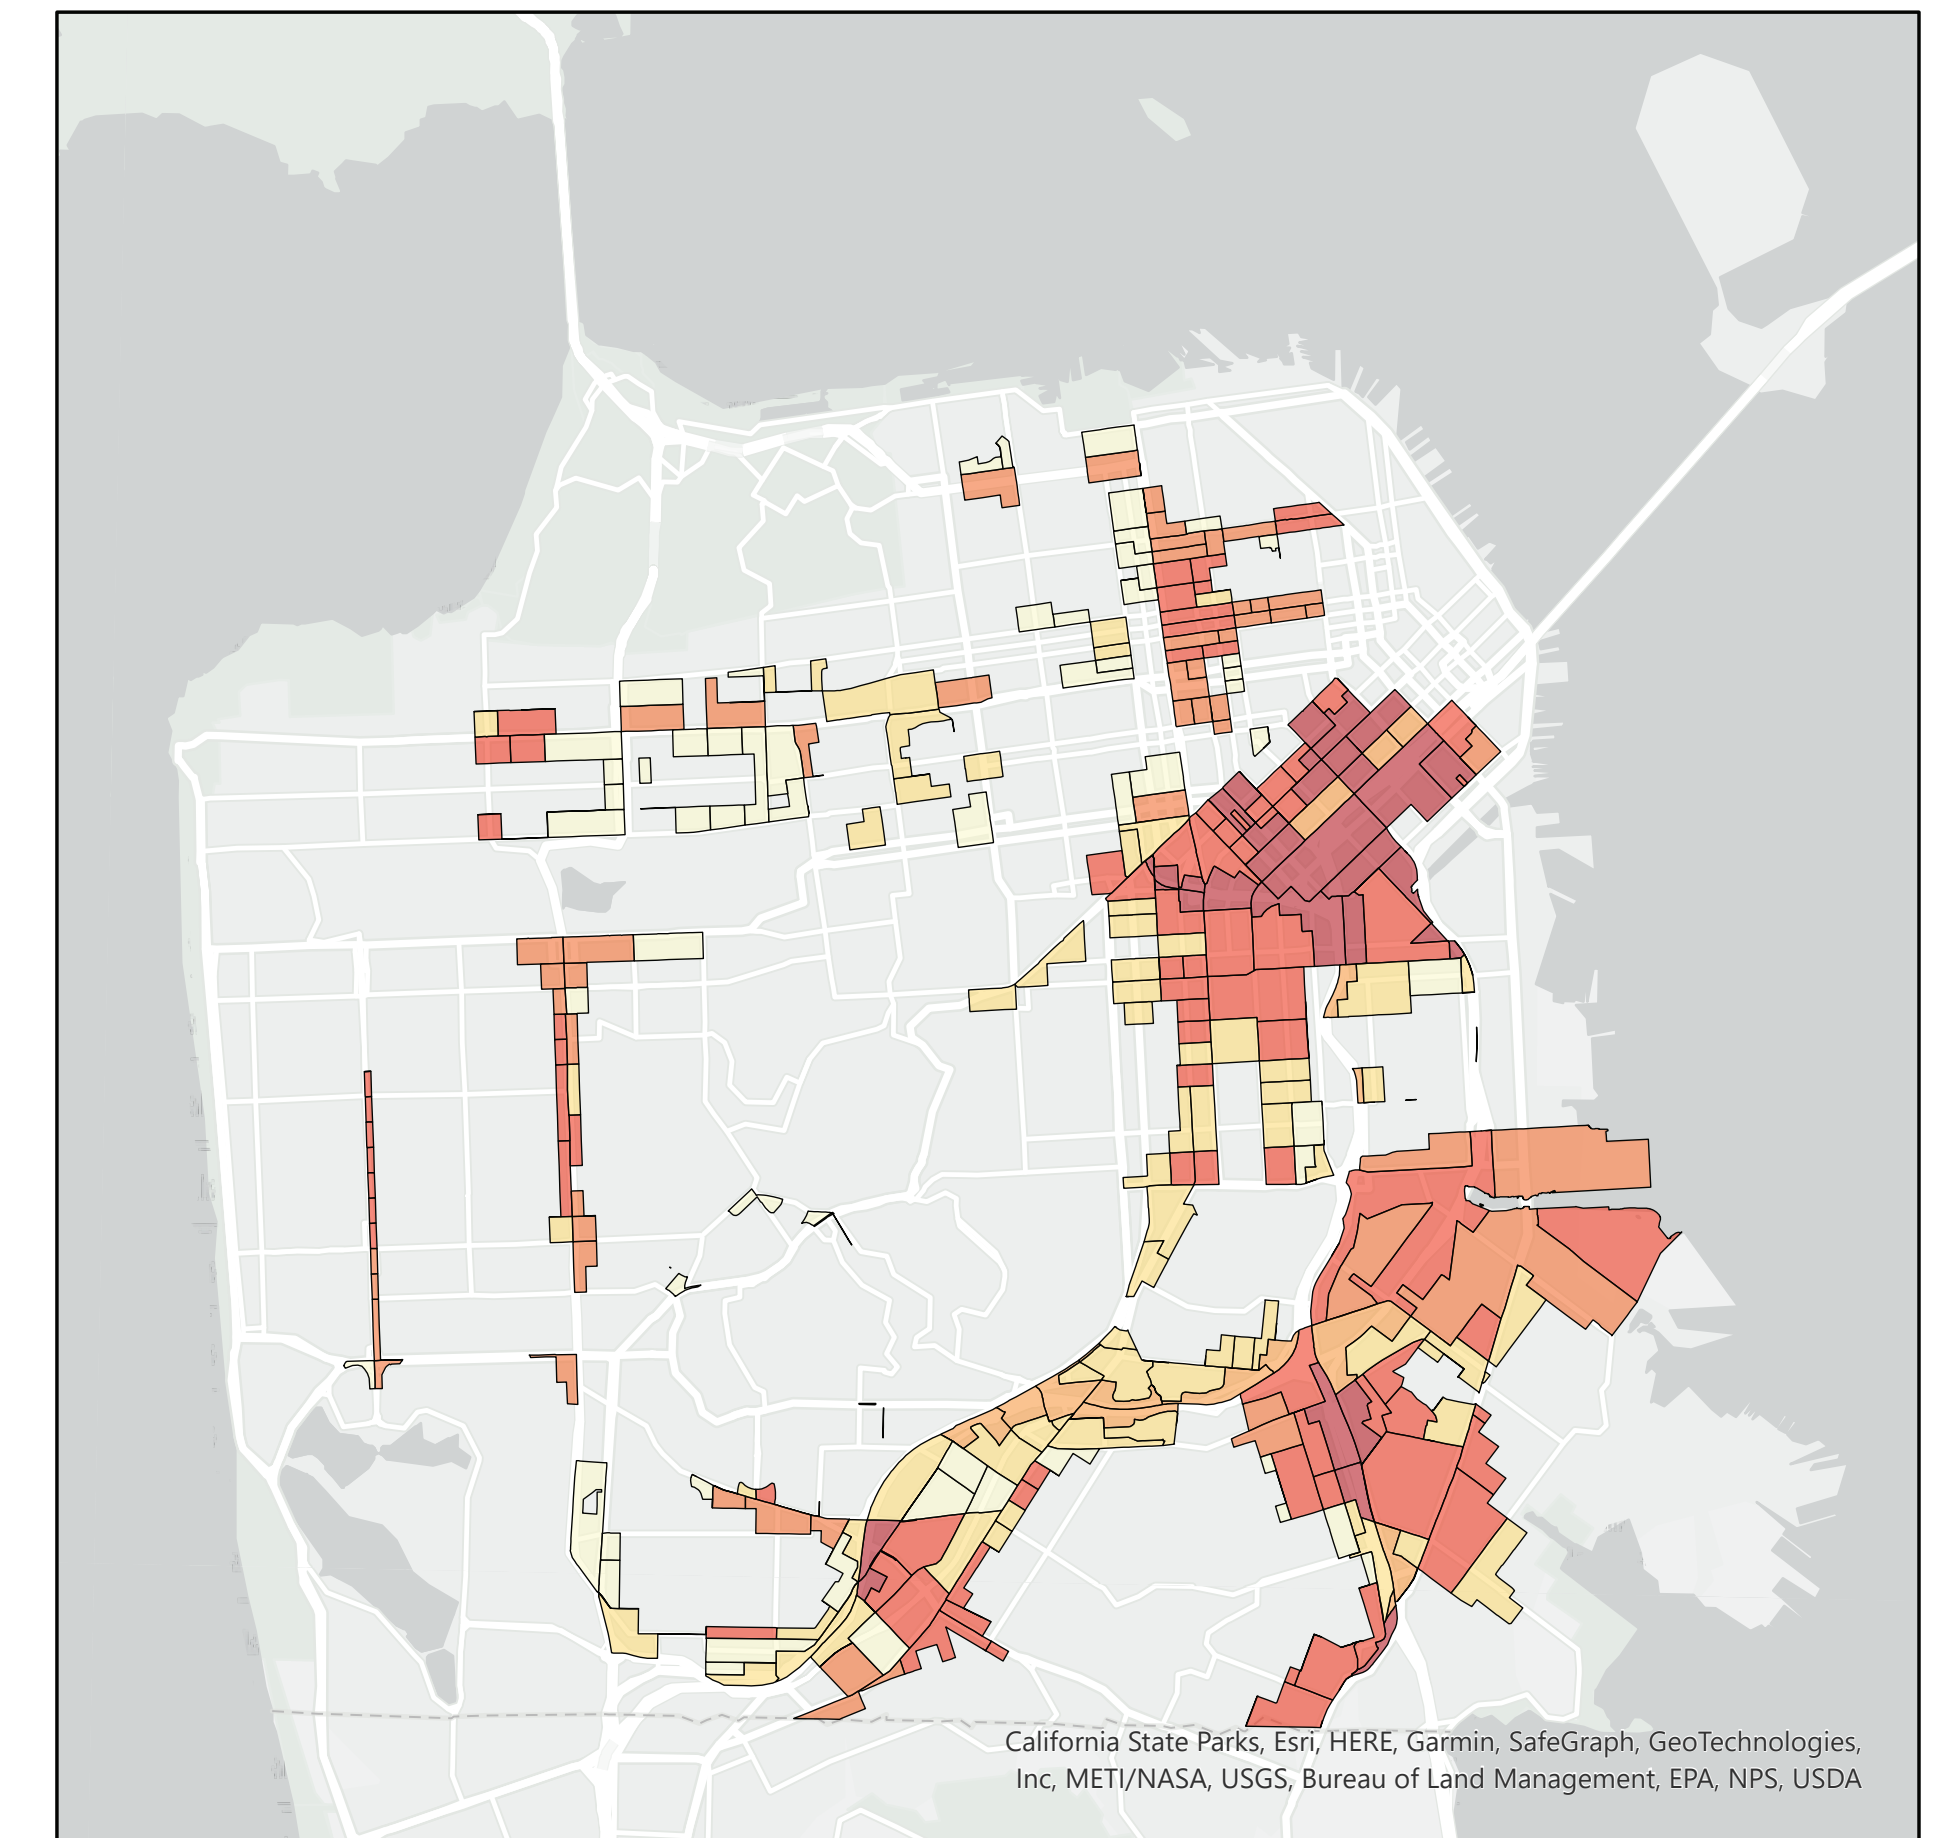 California State Parks, Esri, HERE, Garmin, SafeGraph, GeoTechnologies,
Inc, METI/NASA, USGS, Bureau of Land Management, EPA, NPS, USDA